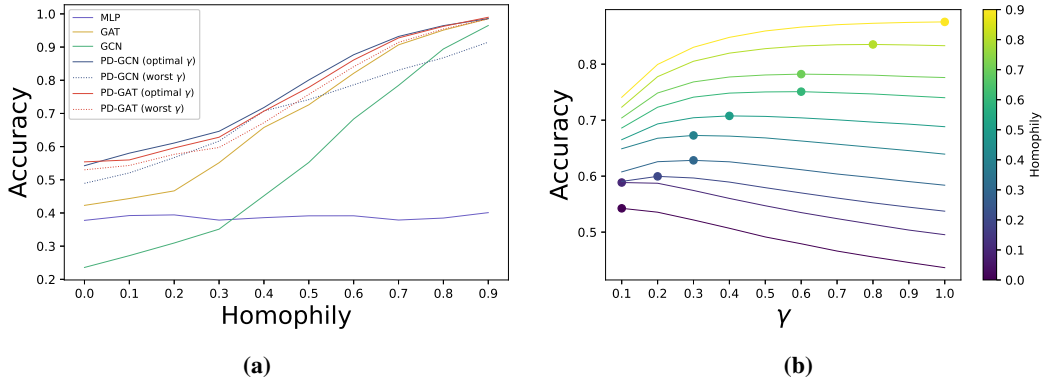 1.0
0.9
0.8
0.7
0.6
0.5
0.4
0.3
0.2
Accuracy
MLP
GAT
GCN
PD-GCN (optimal γ)
PD-GCN (worst γ)
PD-GAT (optimal γ)
PD-GAT (worst γ)
0.0 0.1 0.2 0.3 0.4 0.5 0.6 0.7 0.8 0.9
Homophily
(a)
0.8
0.7
0.6
0.5
Accuracy
0.1 0.2 0.3 0.4 0.5 0.6 0.7 0.8 0.9 1.0
γ
(b)
0.9
0.8
0.7
0.6
0.5
0.4
0.3
0.2
0.1
0.0
Homophily